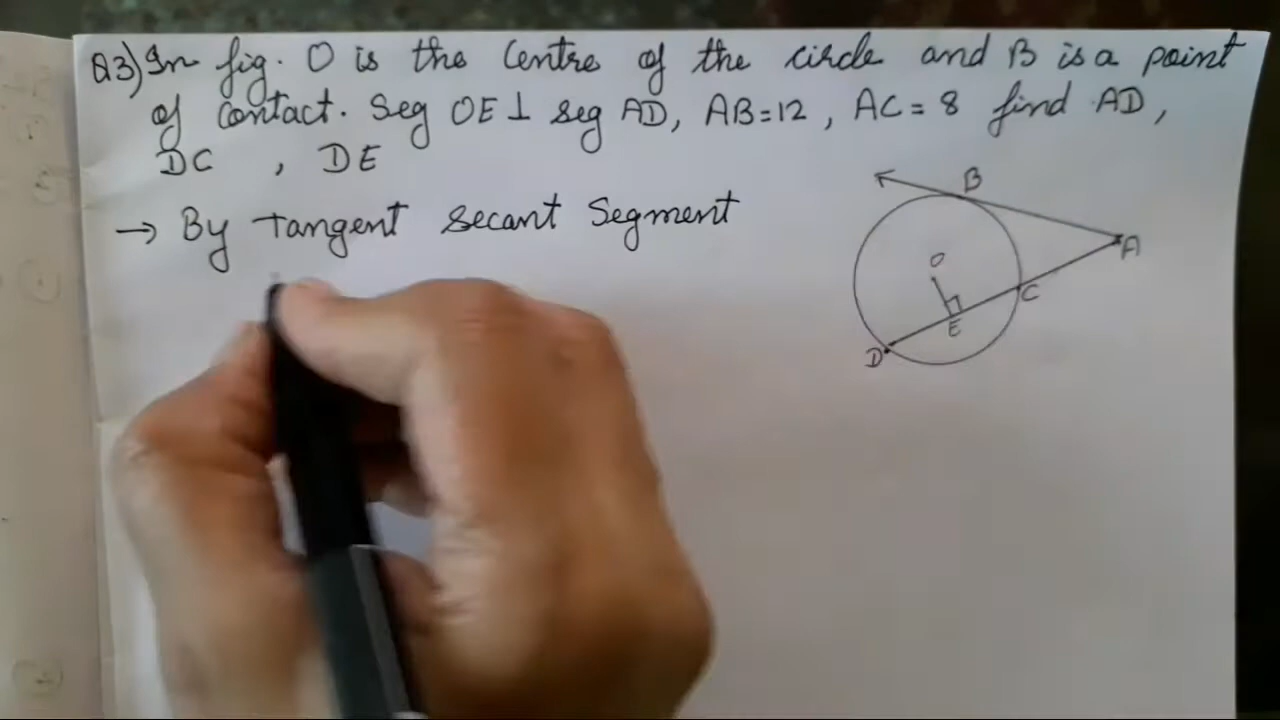 Q3) In fig. O is the Centre of the circle and B is a point
of contact. Seg OE ⊥ seg AD, AB=12, AC=8 find AD,
DC , DE
→ By Tangent secant Segment
B
A
O
C
E
D